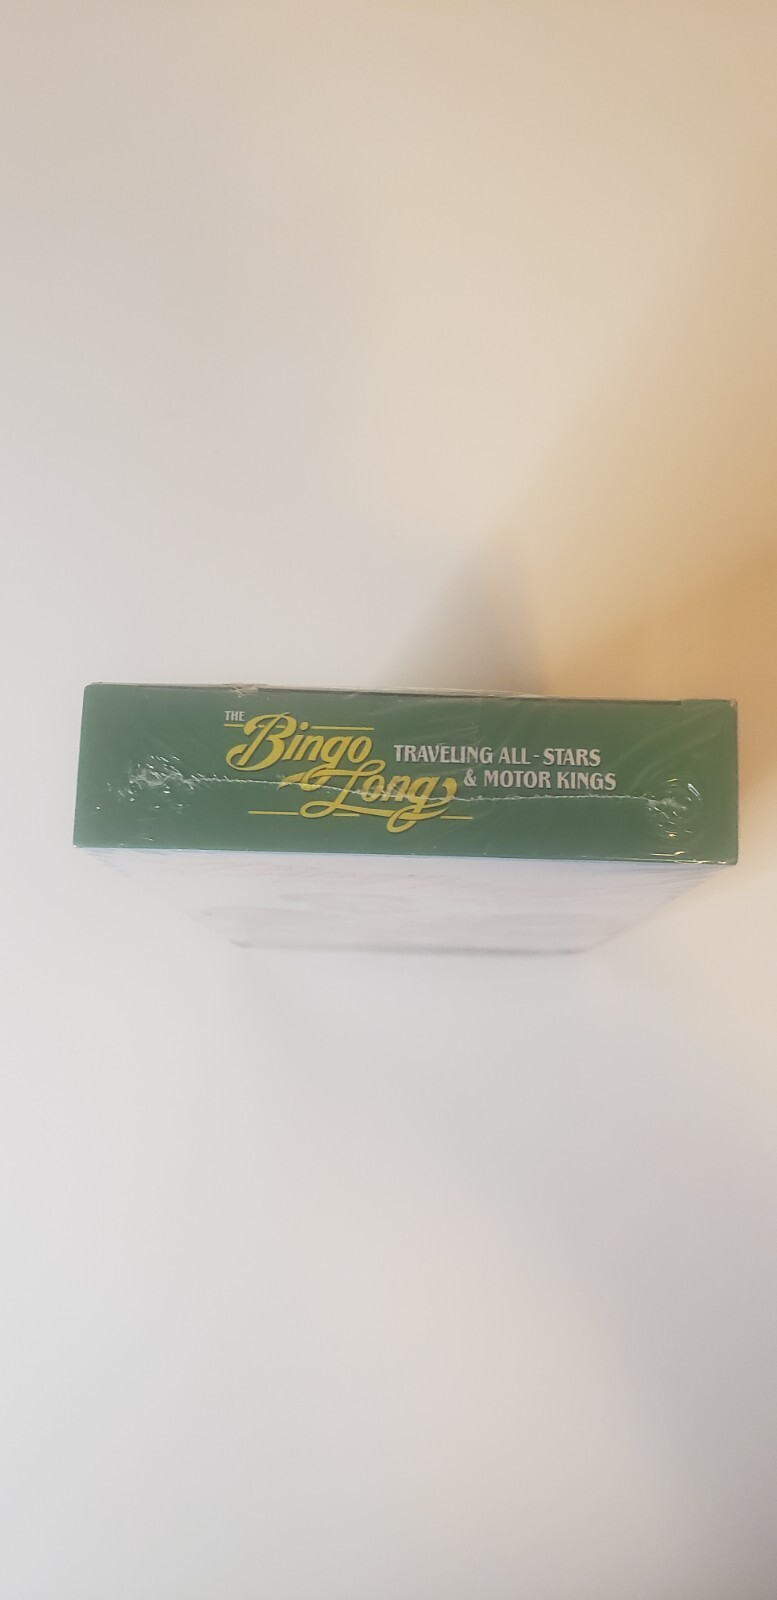 THE
Bingo
Long
TRAVELING ALL-STARS
& MOTOR KINGS